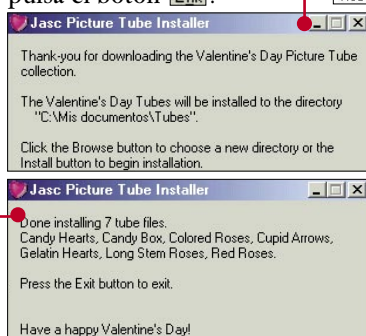 pulsa el botón Exit.
Jasc Picture Tube Installer
Thank-you for downloading the Valentine's Day Picture Tube
collection.
The Valentine's Day Tubes will be installed to the directory
"C:\Mis documentos\Tubes".
Click the Browse button to choose a new directory or the
Install button to begin installation.
Jasc Picture Tube Installer
Done installing 7 tube files.
Candy Hearts, Candy Box, Colored Roses, Cupid Arrows,
Gelatin Hearts, Long Stem Roses, Red Roses.
Press the Exit button to exit.
Have a happy Valentine's Day!